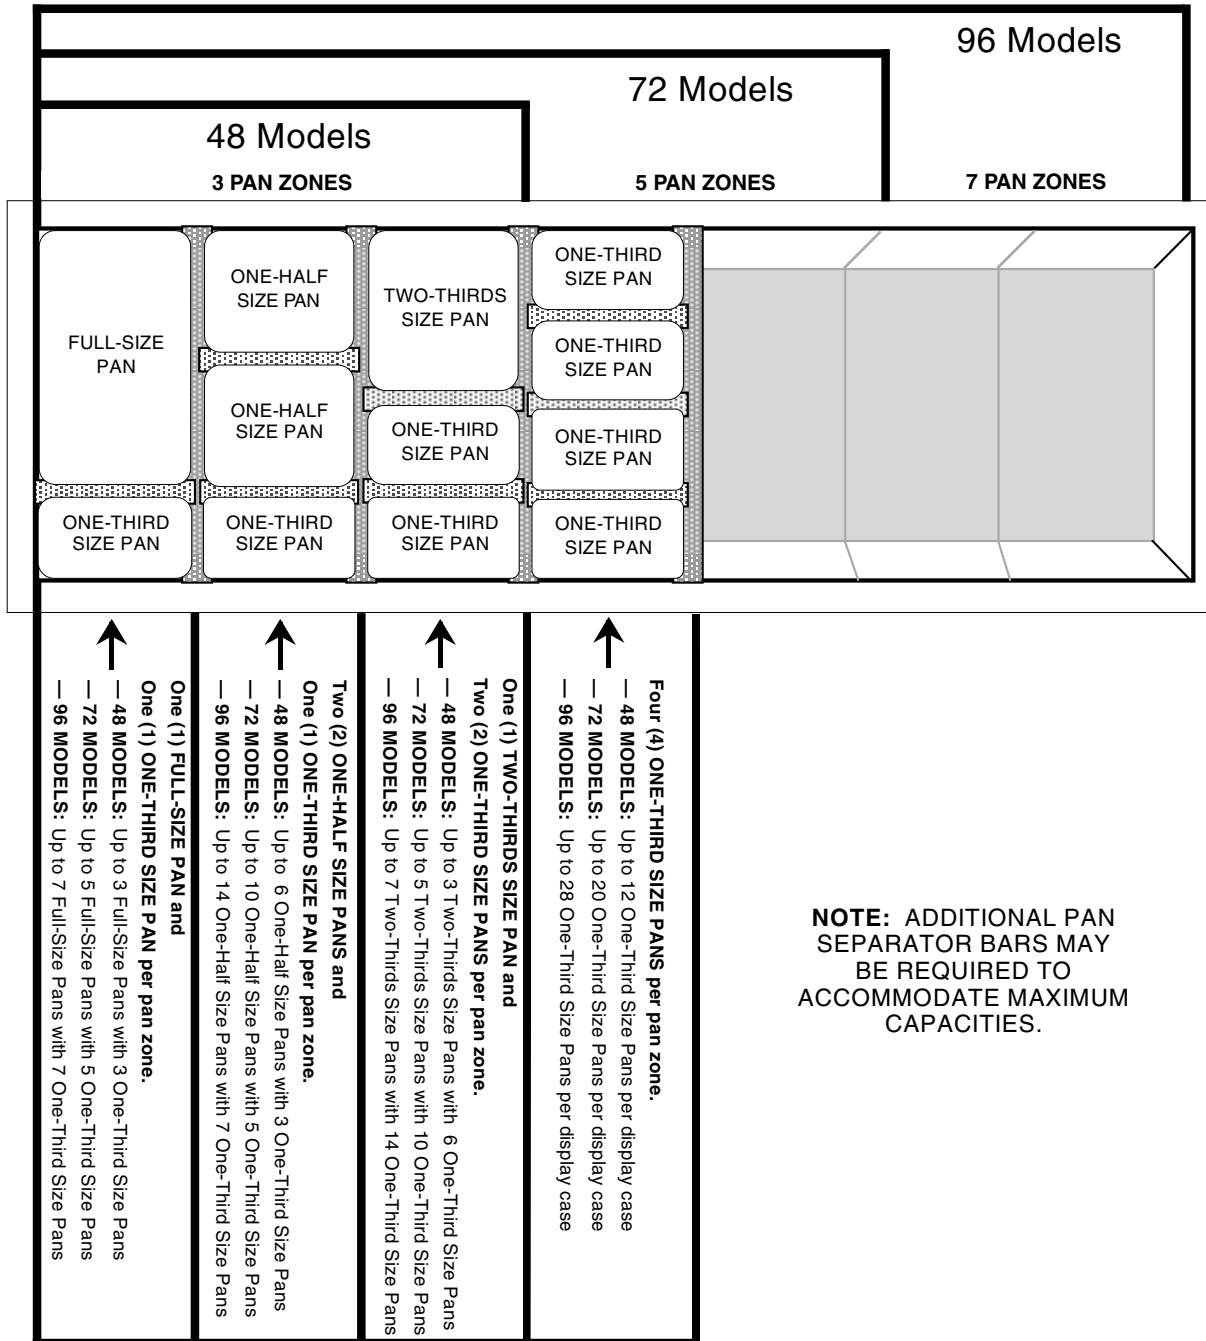 96 Models
72 Models
48 Models
3 PAN ZONES
5 PAN ZONES
7 PAN ZONES
FULL-SIZE
PAN
ONE-THIRD
SIZE PAN
ONE-HALF
SIZE PAN
ONE-HALF
SIZE PAN
ONE-THIRD
SIZE PAN
TWO-THIRDS
SIZE PAN
ONE-THIRD
SIZE PAN
ONE-THIRD
SIZE PAN
ONE-THIRD
SIZE PAN
ONE-THIRD
SIZE PAN
ONE-THIRD
SIZE PAN
ONE-THIRD
SIZE PAN
One (1) FULL-SIZE PAN and
One (1) ONE-THIRD SIZE PAN per pan zone.
— 48 MODELS: Up to 3 Full-Size Pans with 3 One-Third Size Pans
— 72 MODELS: Up to 5 Full-Size Pans with 5 One-Third Size Pans
— 96 MODELS: Up to 7 Full-Size Pans with 7 One-Third Size Pans
Two (2) ONE-HALF SIZE PANS and
One (1) ONE-THIRD SIZE PAN per pan zone.
— 48 MODELS: Up to 6 One-Half Size Pans with 3 One-Third Size Pans
— 72 MODELS: Up to 10 One-Half Size Pans with 5 One-Third Size Pans
— 96 MODELS: Up to 14 One-Half Size Pans with 7 One-Third Size Pans
One (1) TWO-THIRDS SIZE PAN and
Two (2) ONE-THIRD SIZE PANS per pan zone.
— 48 MODELS: Up to 3 Two-Thirds Size Pans with 6 One-Third Size Pans
— 72 MODELS: Up to 5 Two-Thirds Size Pans with 10 One-Third Size Pans
— 96 MODELS: Up to 7 Two-Thirds Size Pans with 14 One-Third Size Pans
Four (4) ONE-THIRD SIZE PANS per pan zone.
— 48 MODELS: Up to 12 One-Third Size Pans per display case
— 72 MODELS: Up to 20 One-Third Size Pans per display case
— 96 MODELS: Up to 28 One-Third Size Pans per display case
NOTE: ADDITIONAL PAN
SEPARATOR BARS MAY
BE REQUIRED TO
ACCOMMODATE MAXIMUM
CAPACITIES.